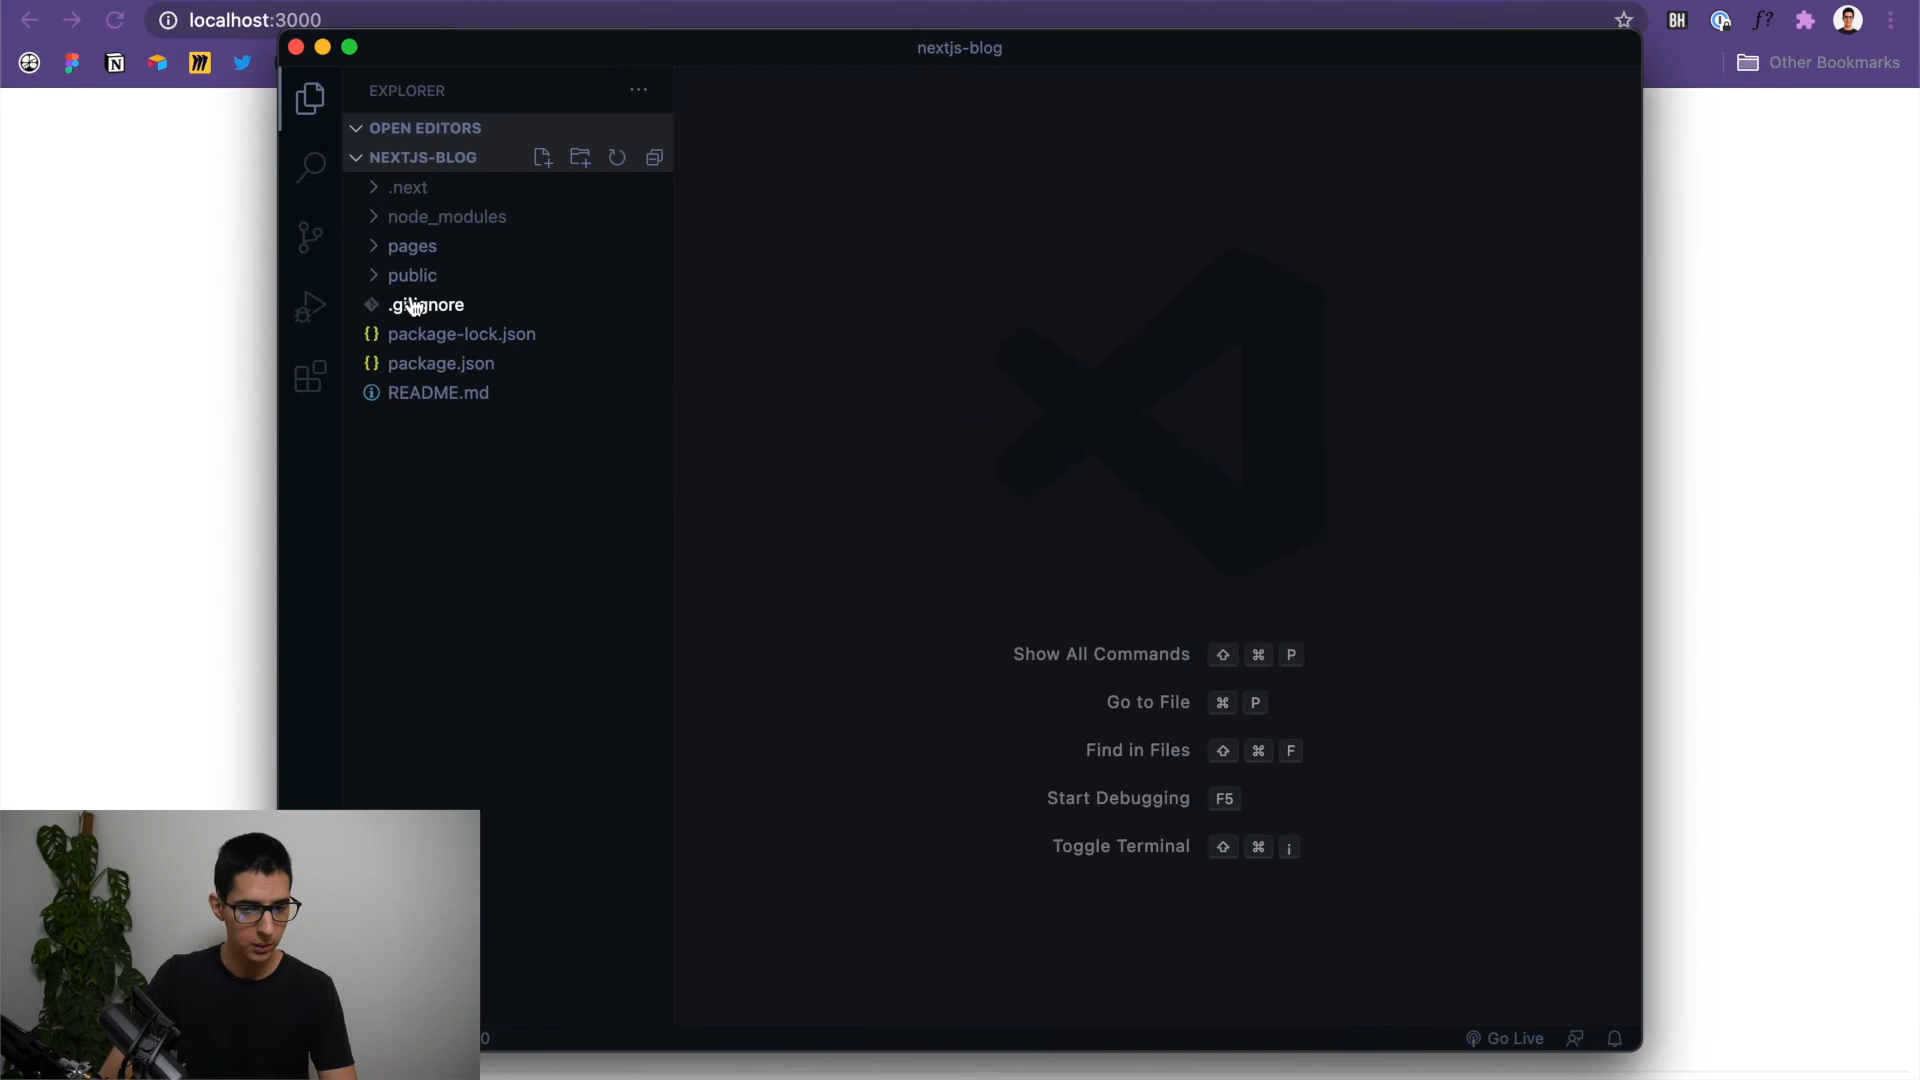 localhost:3000
BH
f?
Other Bookmarks
nextjs-blog
EXPLORER
OPEN EDITORS
NEXTJS-BLOG
.next
node_modules
pages
public
.gitignore
package-lock.json
package.json
README.md
Show All Commands ⇧ ⌘ P
Go to File ⌘ P
Find in Files ⇧ ⌘ F
Start Debugging F5
Toggle Terminal ⇧ ⌘ ¡
0
Go Live